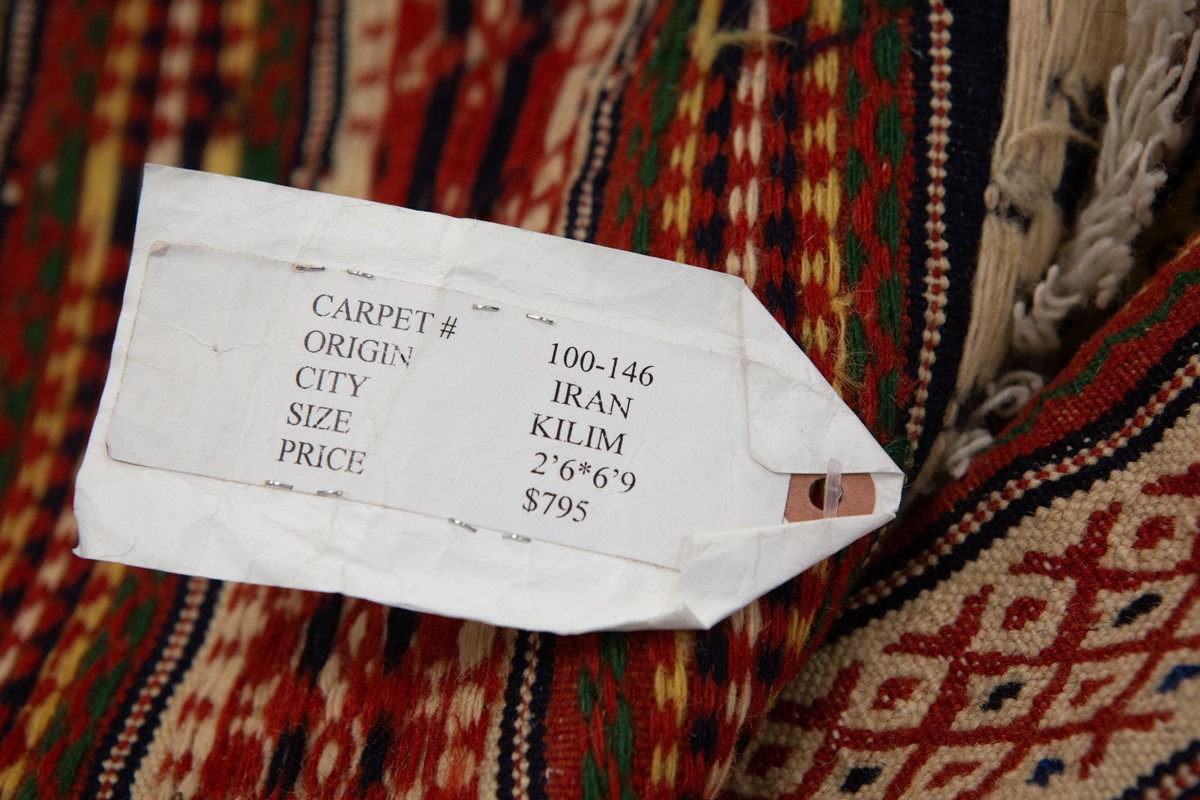 CARPET # 100-146
ORIGIN IRAN
CITY KILIM
SIZE 2'6*6'9
PRICE $795